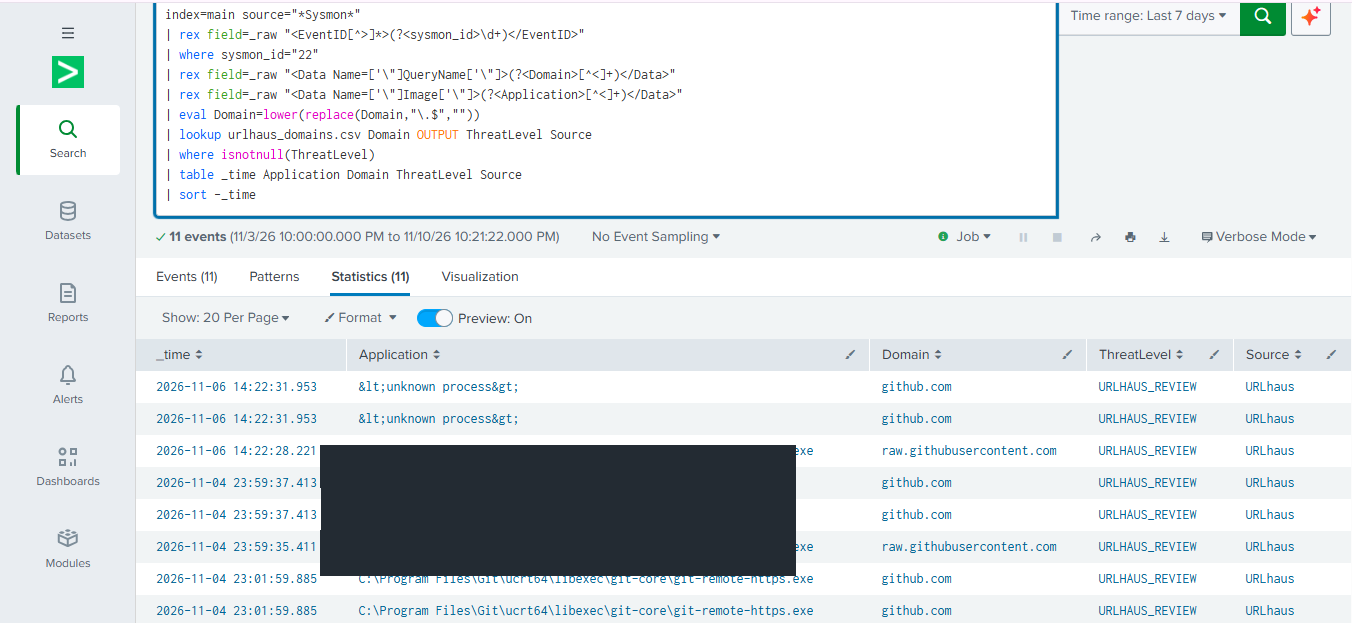 index=main source="*Sysmon*"
| rex field=_raw "<EventID[^>]*>(?<sysmon_id>\d+)</EventID>"
| where sysmon_id="22"
| rex field=_raw "<Data Name=['\"]QueryName['\"]>(?<Domain>[^<]+)</Data>"
| rex field=_raw "<Data Name=['\"]Image['\"]>(?<Application>[^<]+)</Data>"
| eval Domain=lower(replace(Domain,"\.$",""))
| lookup urlhaus_domains.csv Domain OUTPUT ThreatLevel Source
| where isnotnull(ThreatLevel)
| table _time Application Domain ThreatLevel Source
| sort -_time
Time range: Last 7 days
Search
Datasets
Reports
Alerts
Dashboards
Modules
11 events (11/3/26 10:00:00.000 PM to 11/10/26 10:21:22.000 PM) No Event Sampling Job Verbose Mode
Events (11) Patterns Statistics (11) Visualization
Show: 20 Per Page Format Preview: On
_time Application Domain ThreatLevel Source
2026-11-06 14:22:31.953 &lt;unknown process&gt; github.com URLHAUS_REVIEW URLhaus
2026-11-06 14:22:31.953 &lt;unknown process&gt; github.com URLHAUS_REVIEW URLhaus
2026-11-06 14:22:28.221 exe raw.githubusercontent.com URLHAUS_REVIEW URLhaus
2026-11-04 23:59:37.413 github.com URLHAUS_REVIEW URLhaus
2026-11-04 23:59:37.413 github.com URLHAUS_REVIEW URLhaus
2026-11-04 23:59:35.411 exe raw.githubusercontent.com URLHAUS_REVIEW URLhaus
2026-11-04 23:01:59.885 C:\Program Files\Git\ucrt64\libexec\git-core\git-remote-https.exe github.com URLHAUS_REVIEW URLhaus
2026-11-04 23:01:59.885 C:\Program Files\Git\ucrt64\libexec\git-core\git-remote-https.exe github.com URLHAUS_REVIEW URLhaus